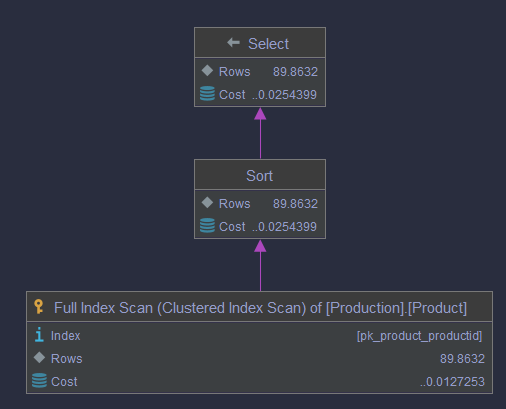 Select
Rows 89.8632
Cost ..0.0254399
Sort
Rows 89.8632
Cost ..0.0254399
Full Index Scan (Clustered Index Scan) of [Production].[Product]
Index [pk_product_productid]
Rows 89.8632
Cost ..0.0127253